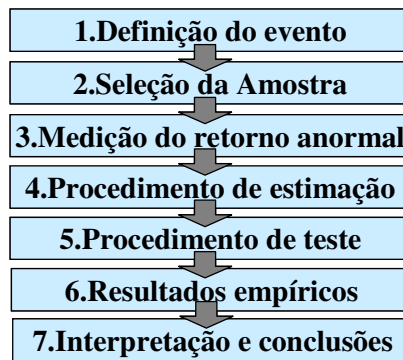 1.Definição do evento
2.Seleção da Amostra
3.Medição do retorno anormal
4.Procedimento de estimação
5.Procedimento de teste
6.Resultados empíricos
7.Interpretação e conclusões